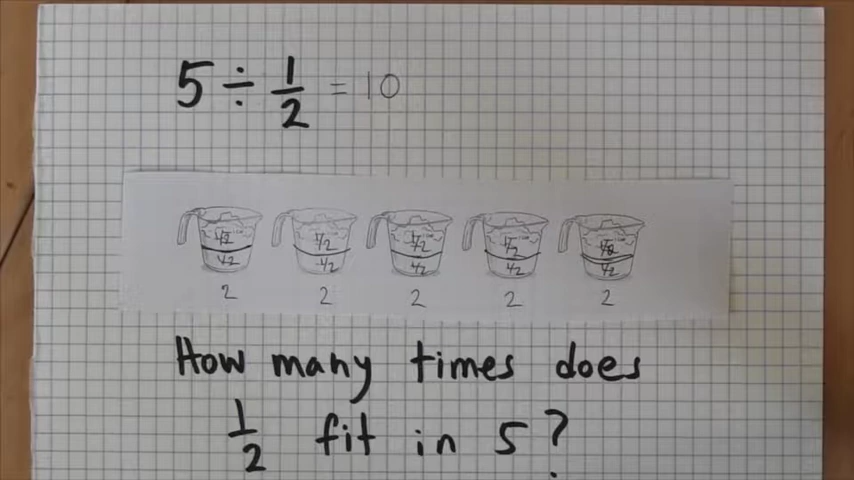 5 ÷ 1/2 = 10
1/2 1/2 1/2 1/2 1/2
1/2 1/2 1/2 1/2 1/2
2 2 2 2 2
How many times does
1/2 fit in 5?